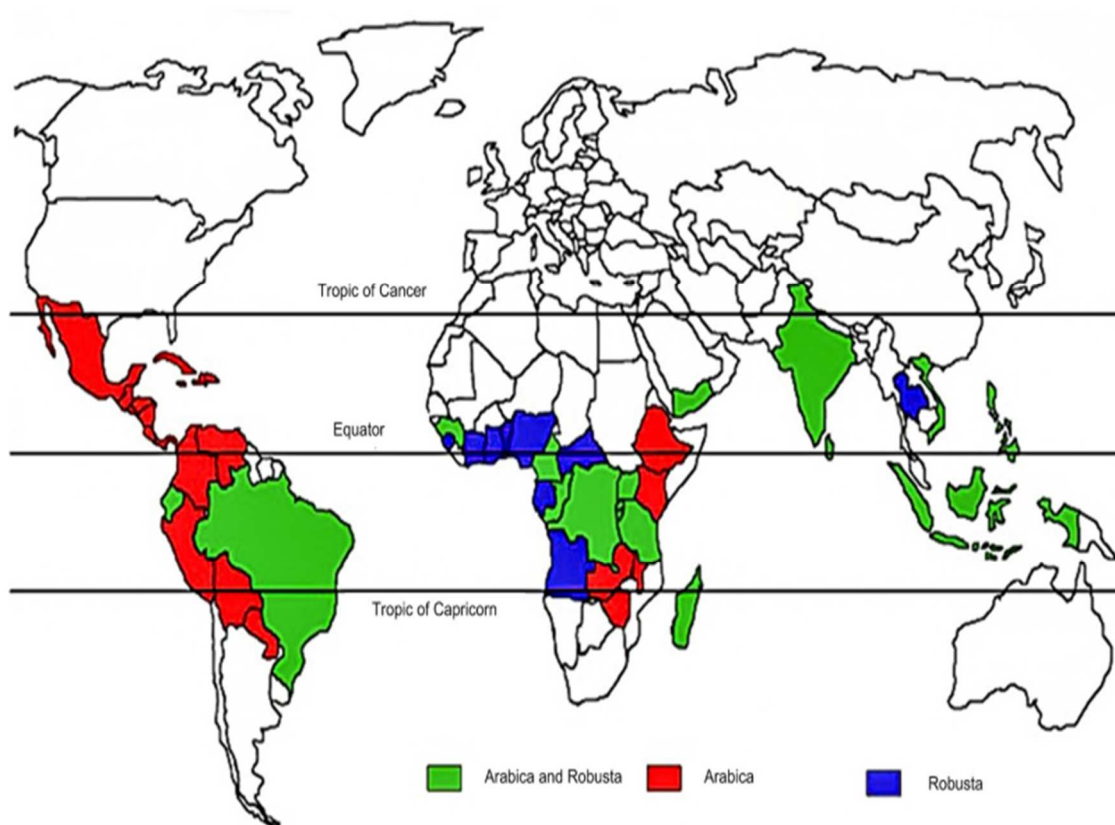 Tropic of Cancer
Equator
Tropic of Capricorn
Arabica and Robusta
Arabica
Robusta